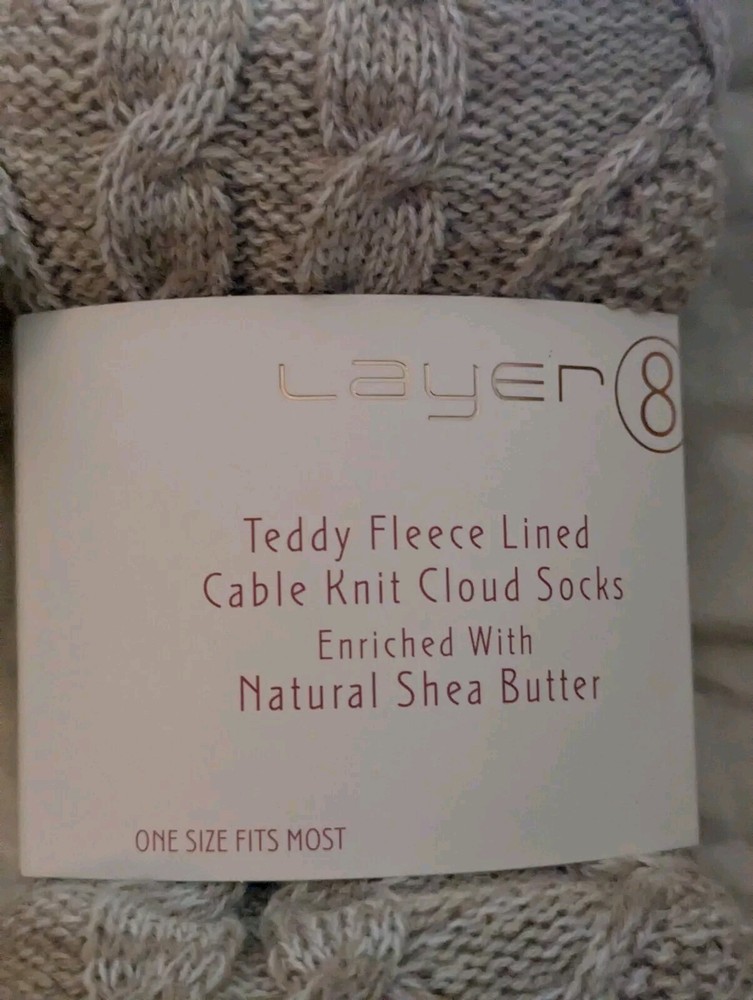 Layer 8
Teddy Fleece Lined
Cable Knit Cloud Socks
Enriched With
Natural Shea Butter
ONE SIZE FITS MOST